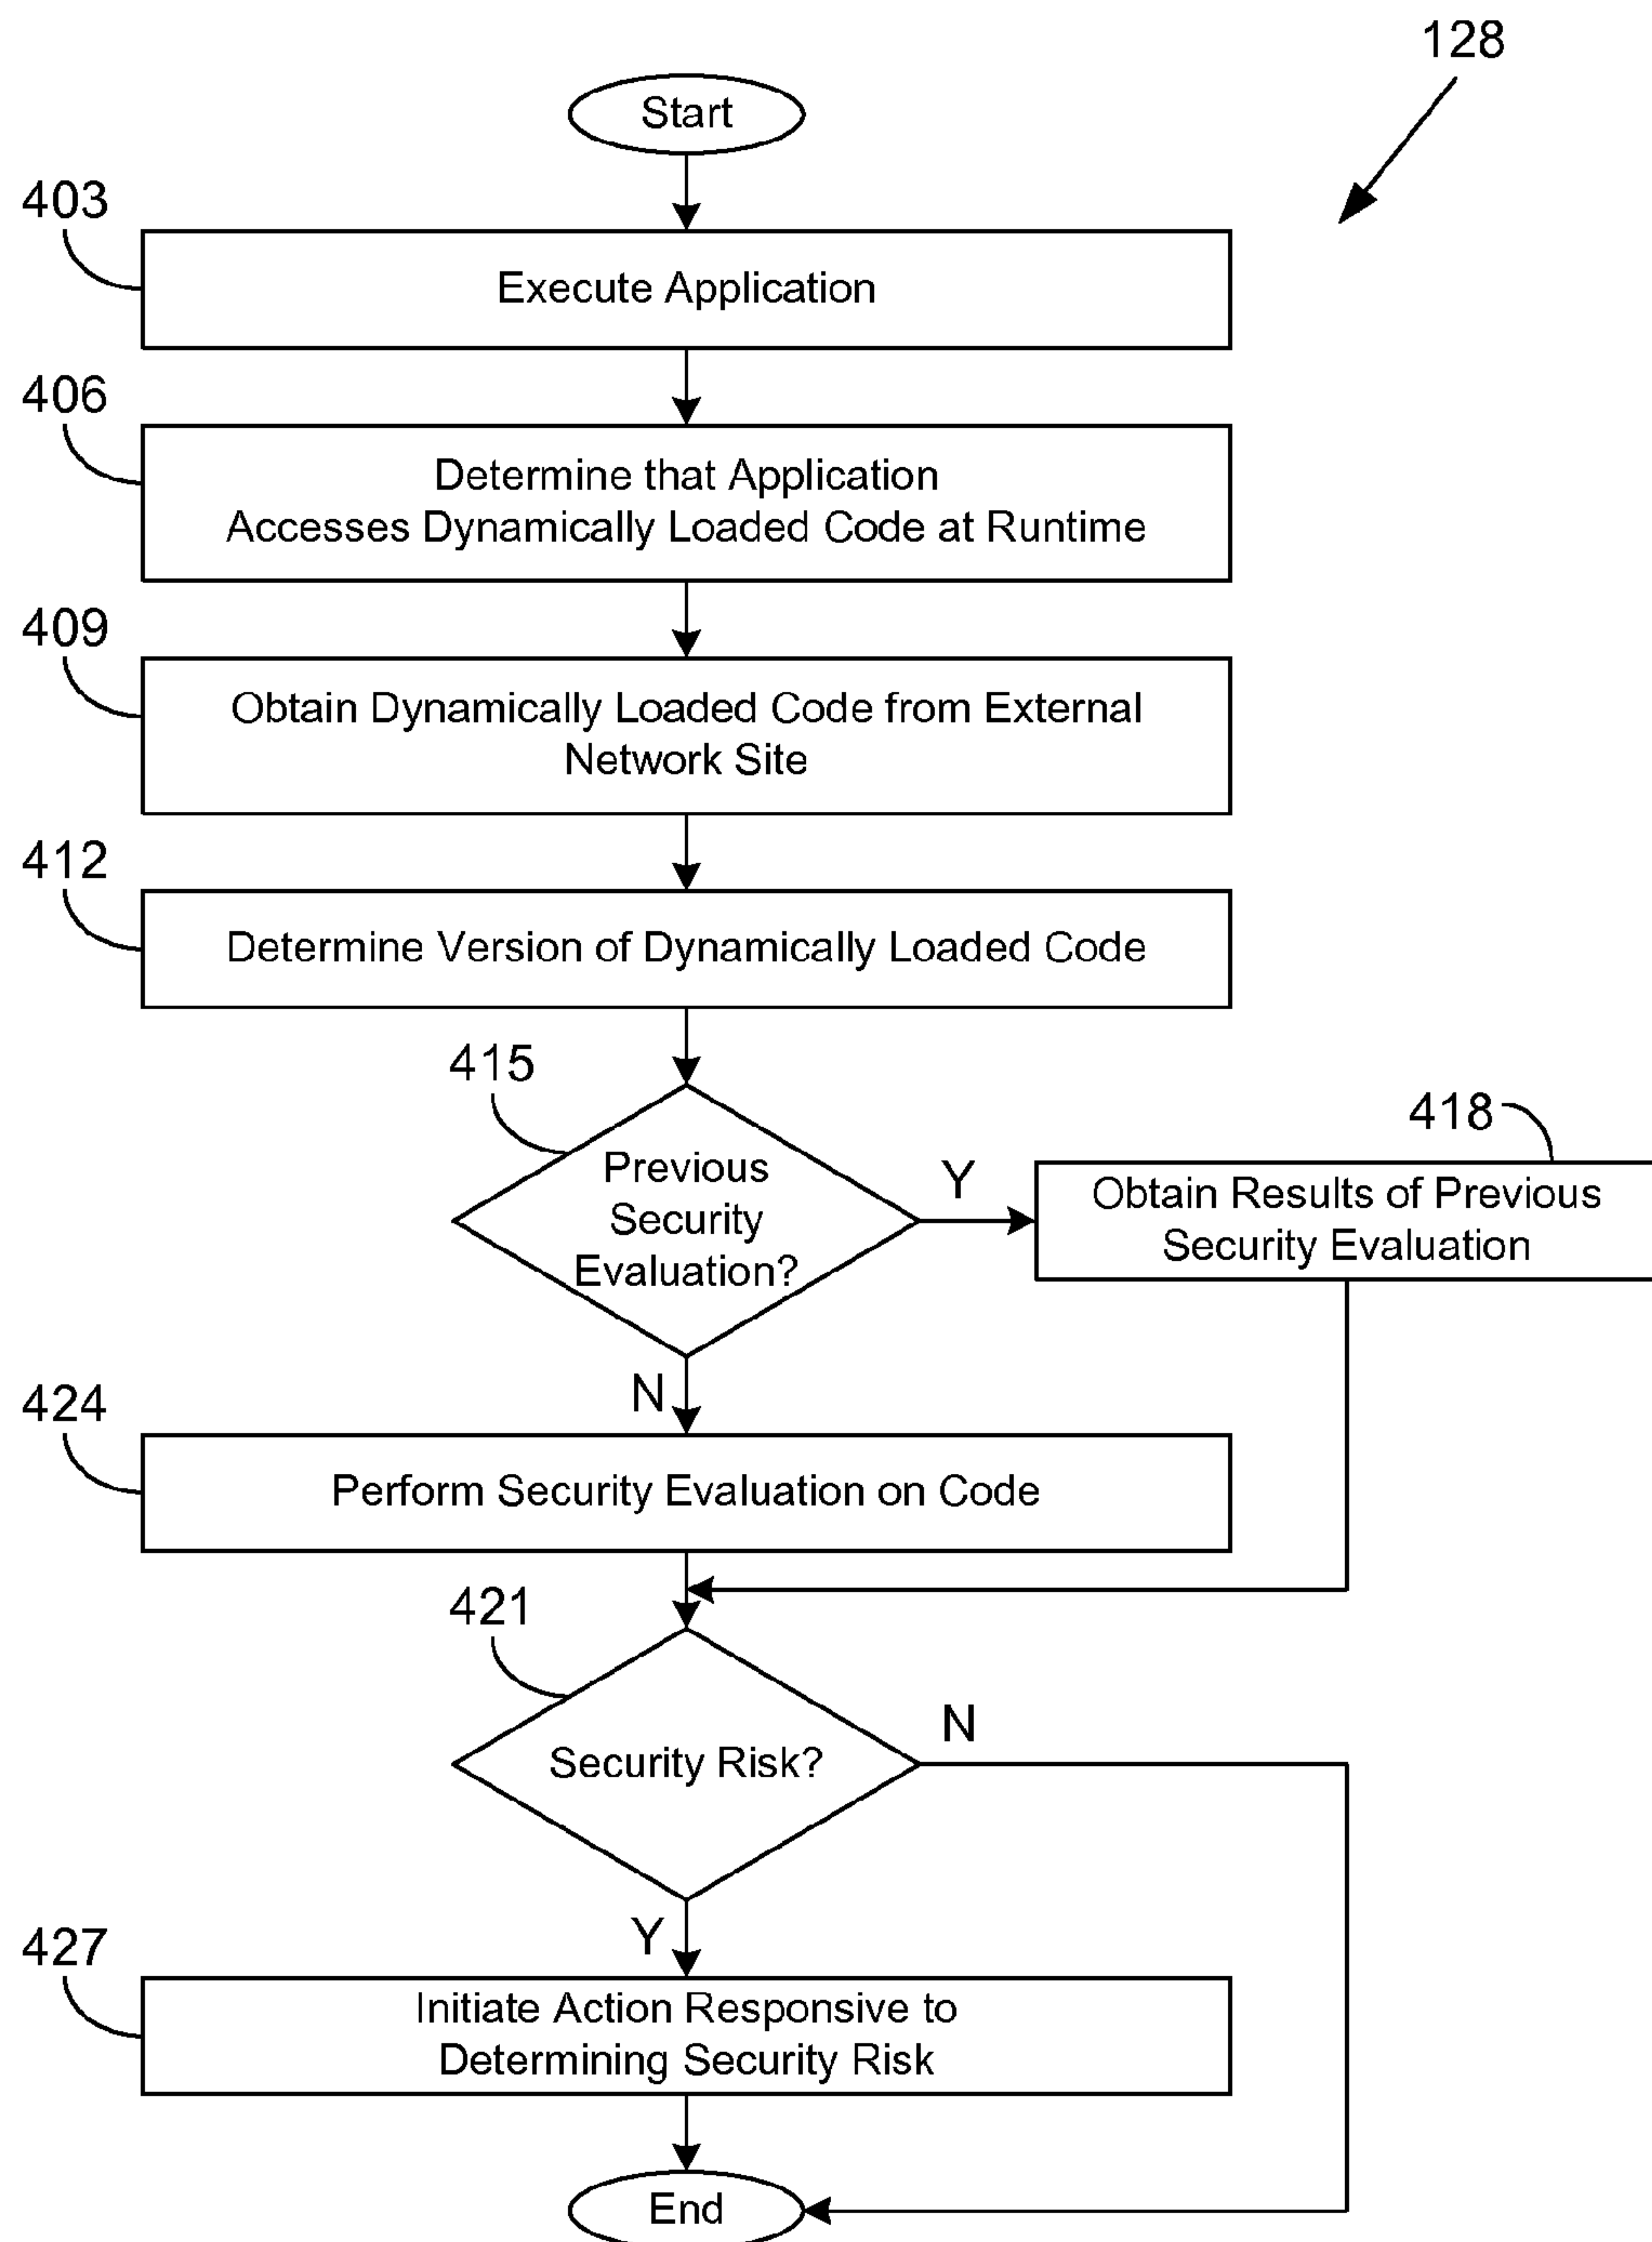 128
Start
403
Execute Application
406
Determine that Application
Accesses Dynamically Loaded Code at Runtime
409
Obtain Dynamically Loaded Code from External
Network Site
412
Determine Version of Dynamically Loaded Code
415
Previous
Security
Evaluation?
Y
418
Obtain Results of Previous
Security Evaluation
N
424
Perform Security Evaluation on Code
421
Security Risk?
N
Y
427
Initiate Action Responsive to
Determining Security Risk
End